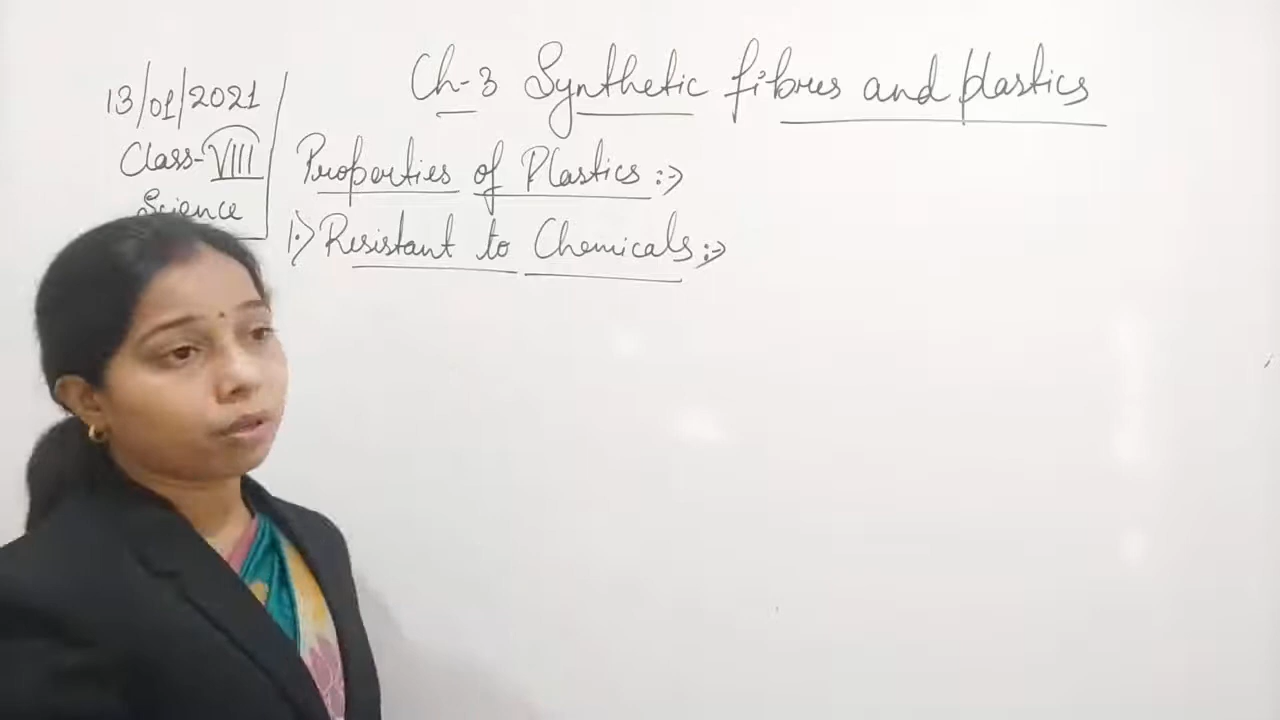 Ch-3 Synthetic fibres and plastics
13/01/2021
Class-VIII
Science
Properties of Plastics :->
1:> Resistant to Chemicals :->